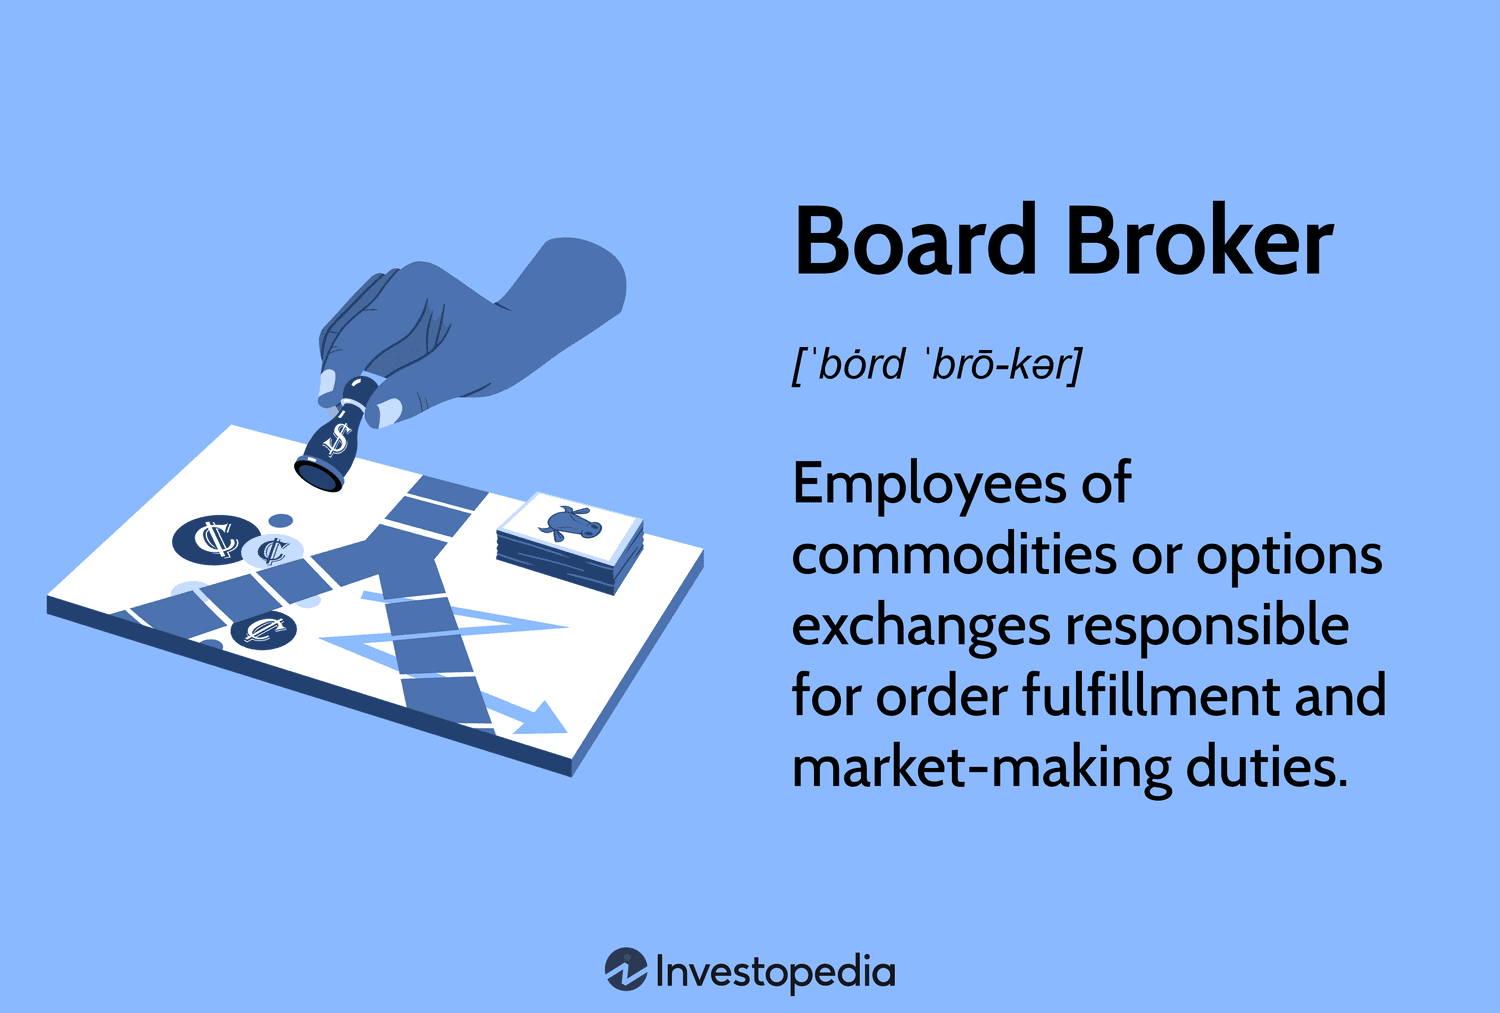 Board Broker
[ˈbȯrd ˈbrō-kər]
Employees of
commodities or options
exchanges responsible
for order fulfillment and
market-making duties.
$
₵
₵
₵
Investopedia